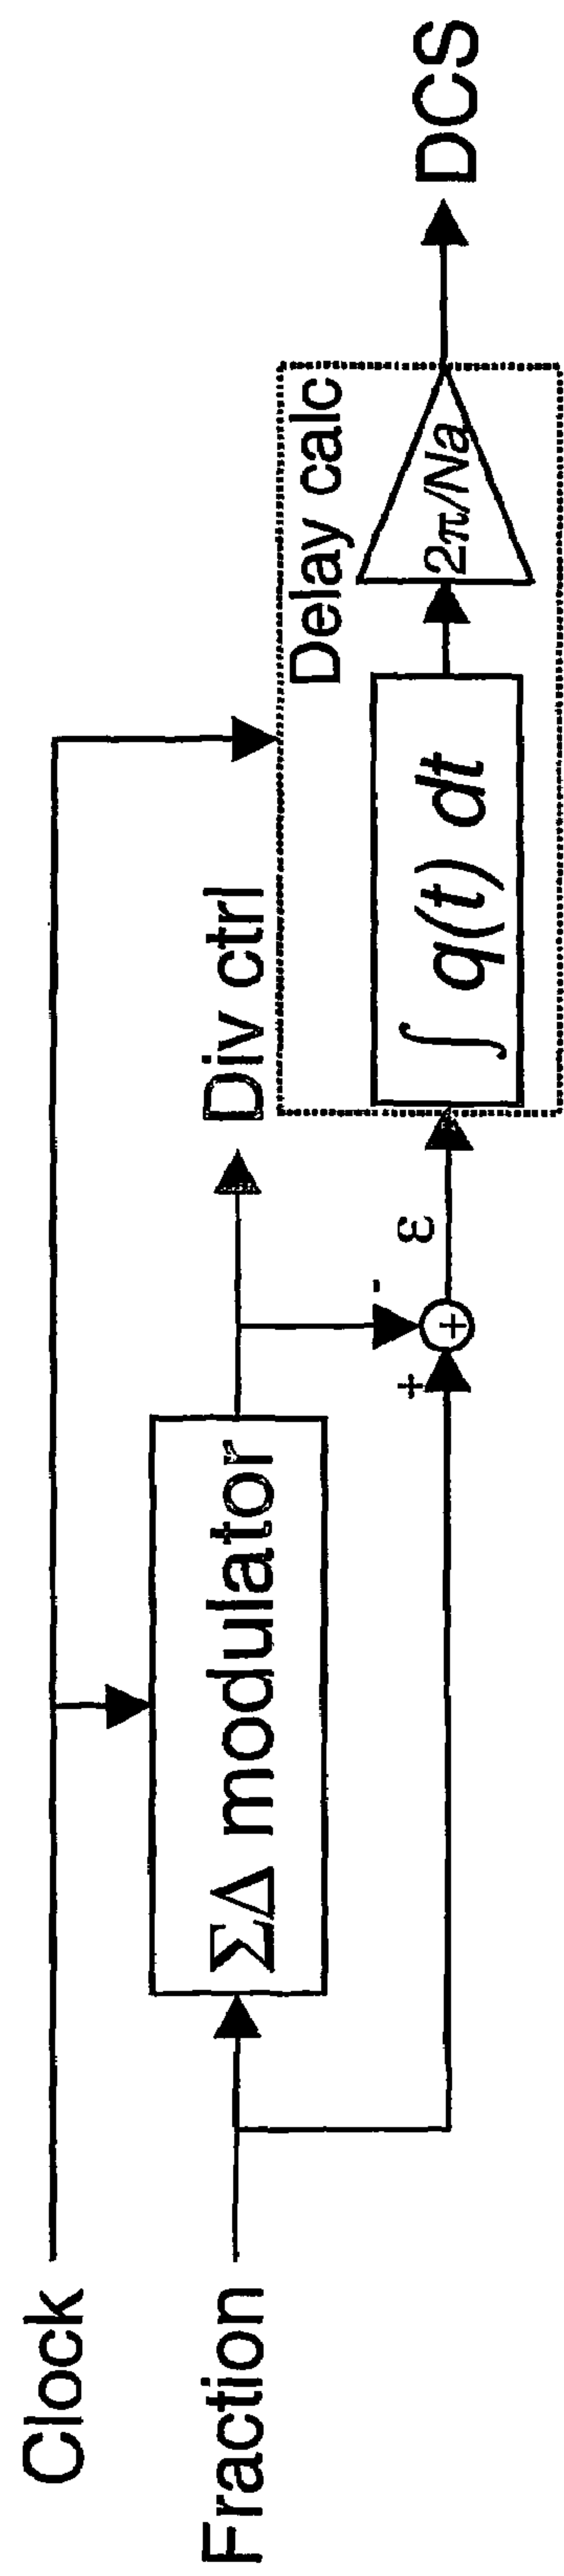 Clock
Fraction
ΣΔ modulator
Div ctrl
+
-
+
ε
Delay calc
∫ q(t) dt
2π/Na
DCS